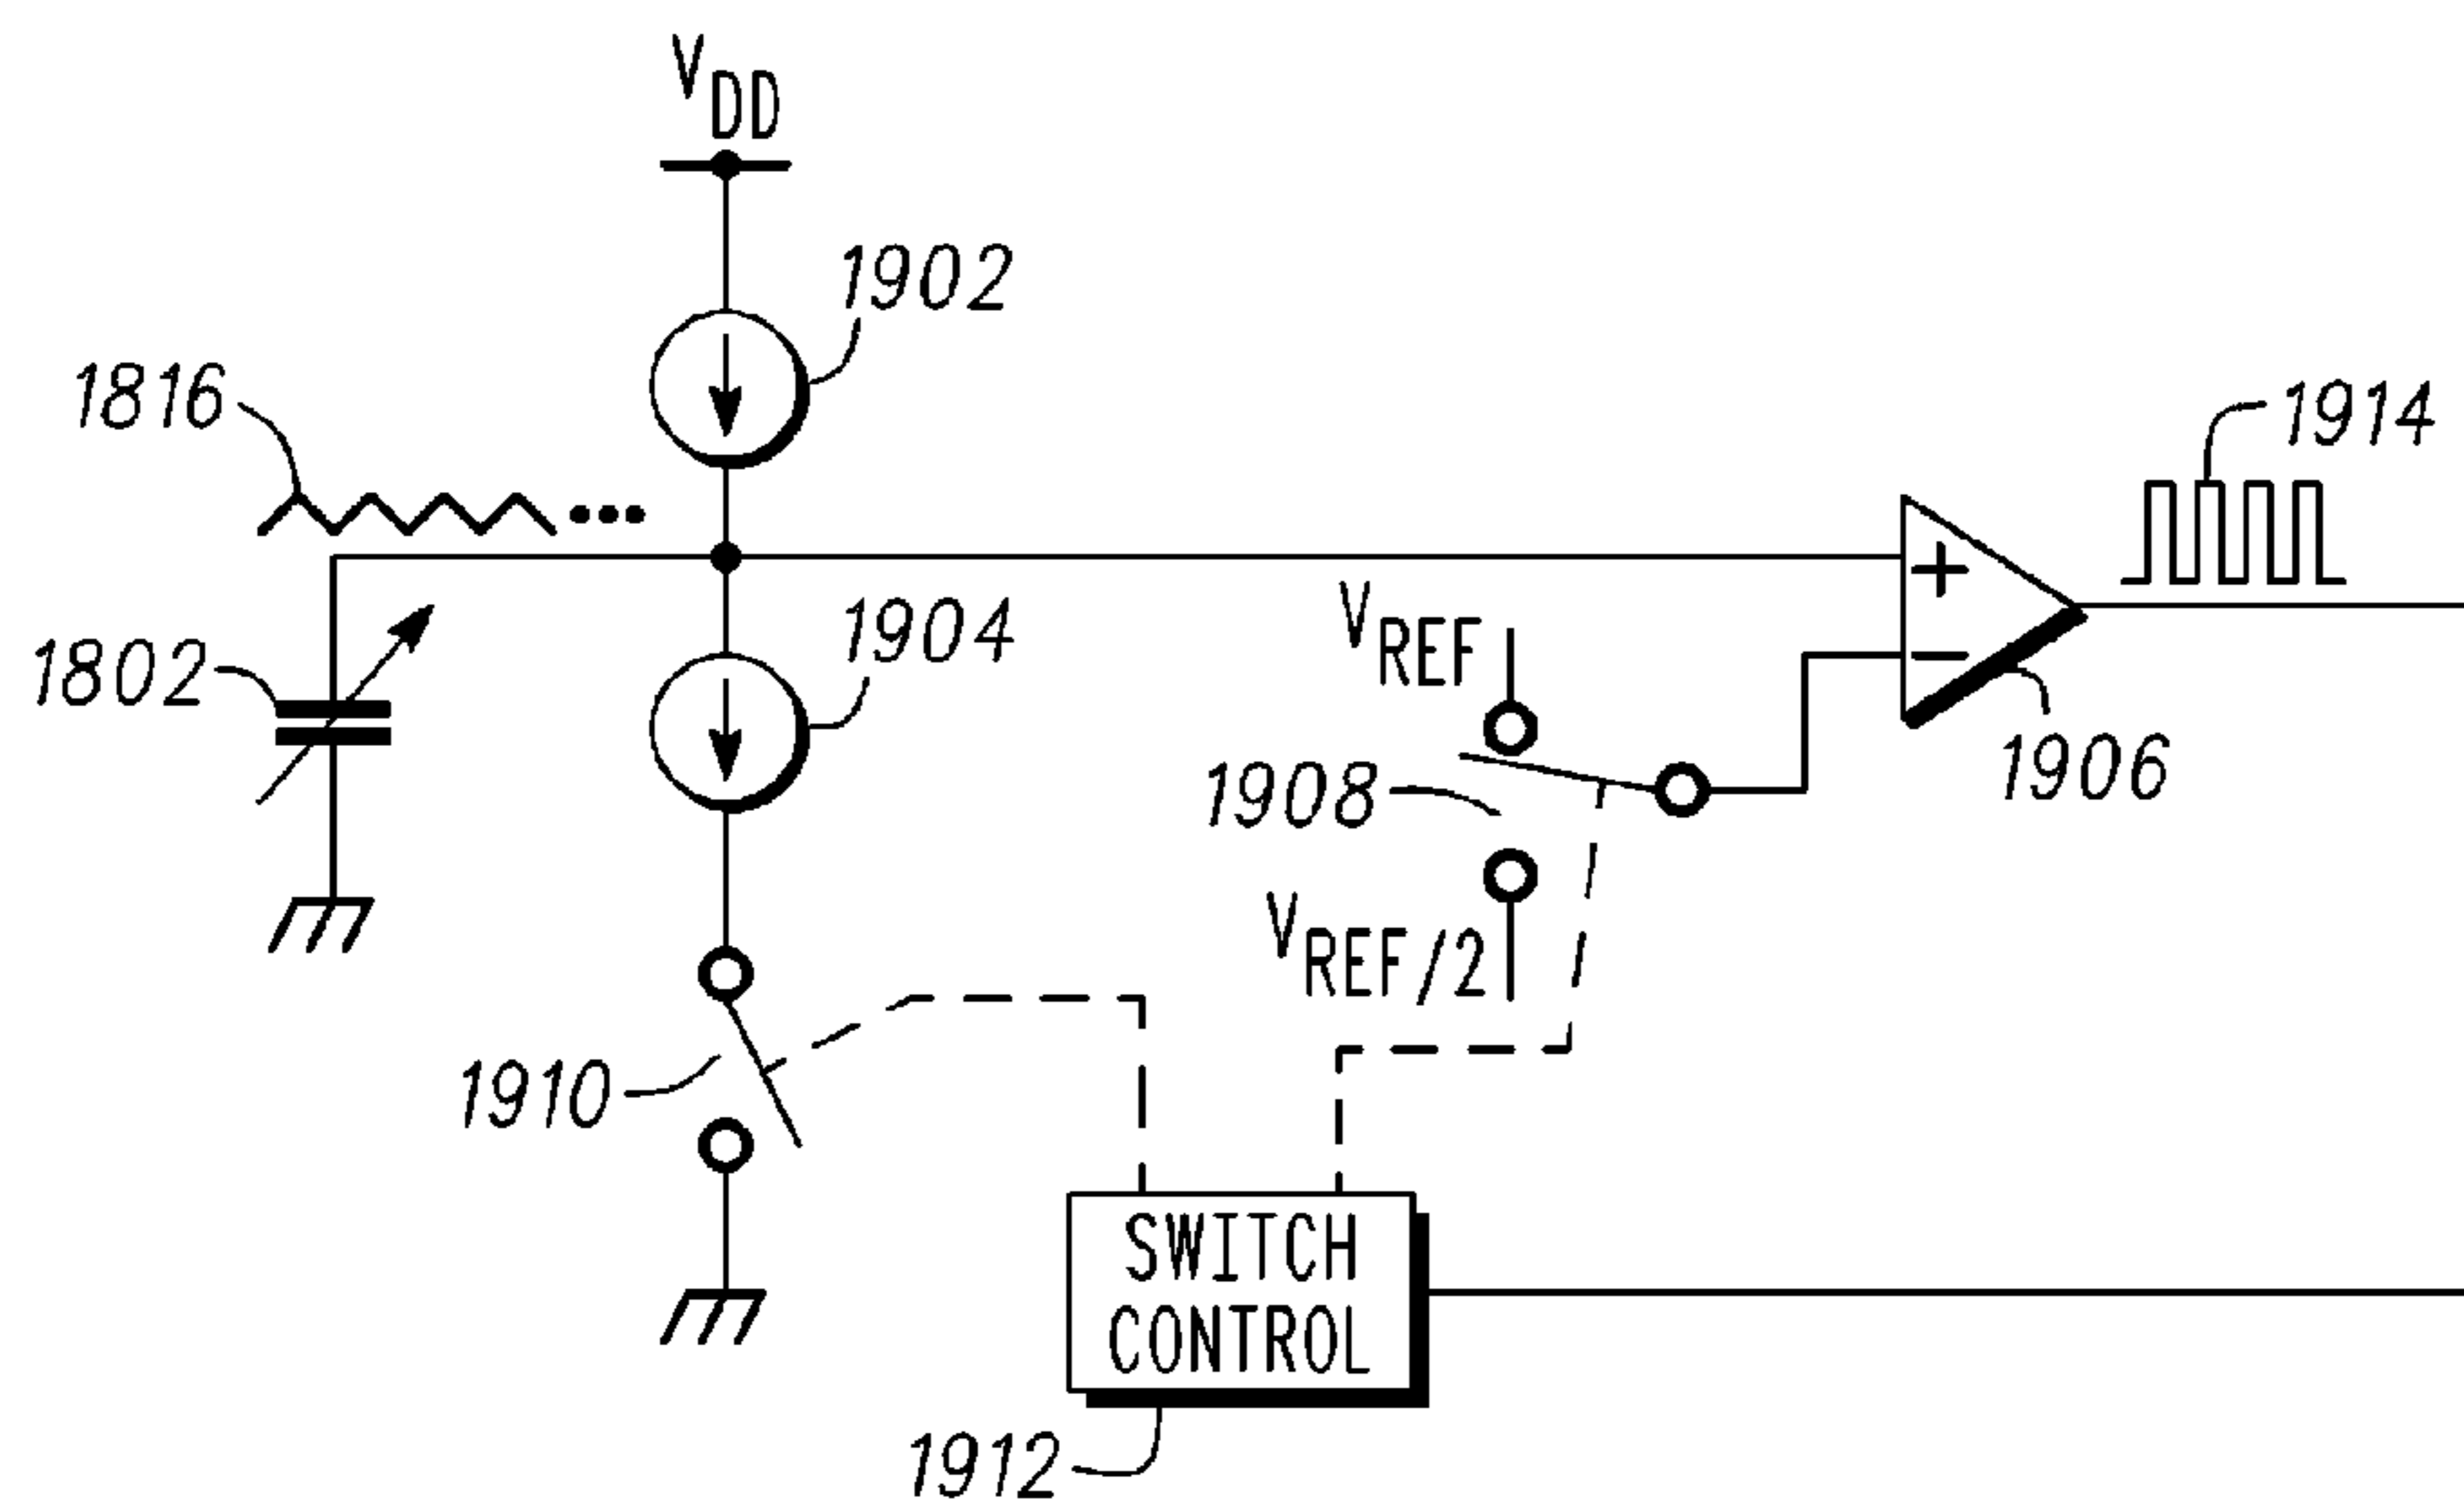 VDD
1902
1816
1914
1904
1802
VREF
+
−
1906
1908
VREF/2
1910
SWITCH
CONTROL
1912